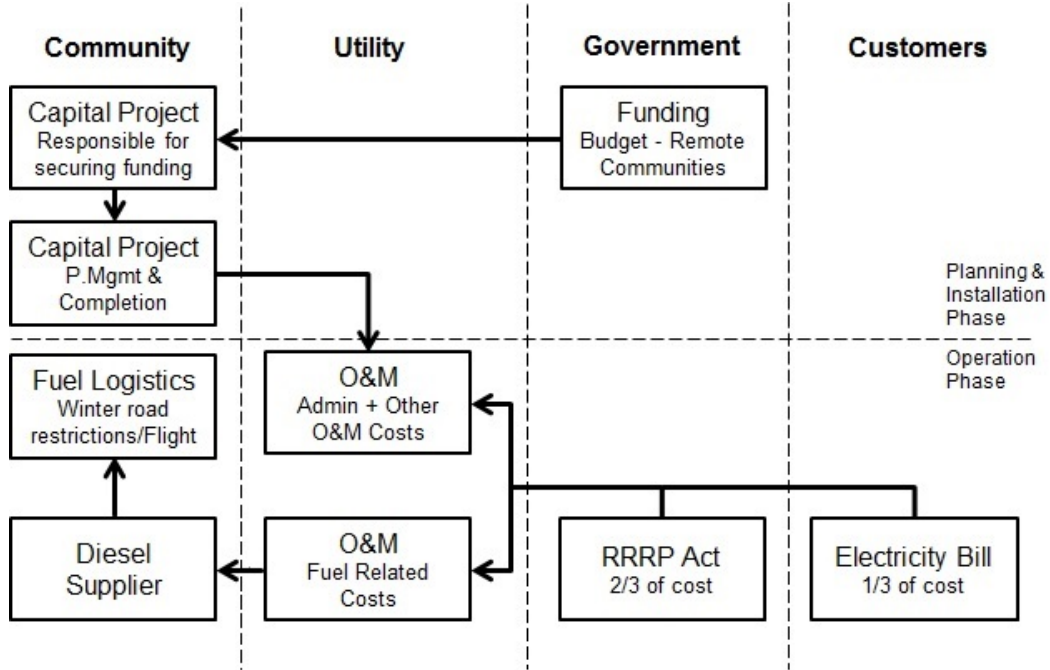 Community
Utility
Government
Customers
Capital Project
Responsible for
securing funding
Funding
Budget - Remote
Communities
Capital Project
P.Mgmt &
Completion
Planning &
Installation
Phase
Operation
Phase
Fuel Logistics
Winter road
restrictions/Flight
O&M
Admin + Other
O&M Costs
Diesel
Supplier
O&M
Fuel Related
Costs
RRRP Act
2/3 of cost
Electricity Bill
1/3 of cost